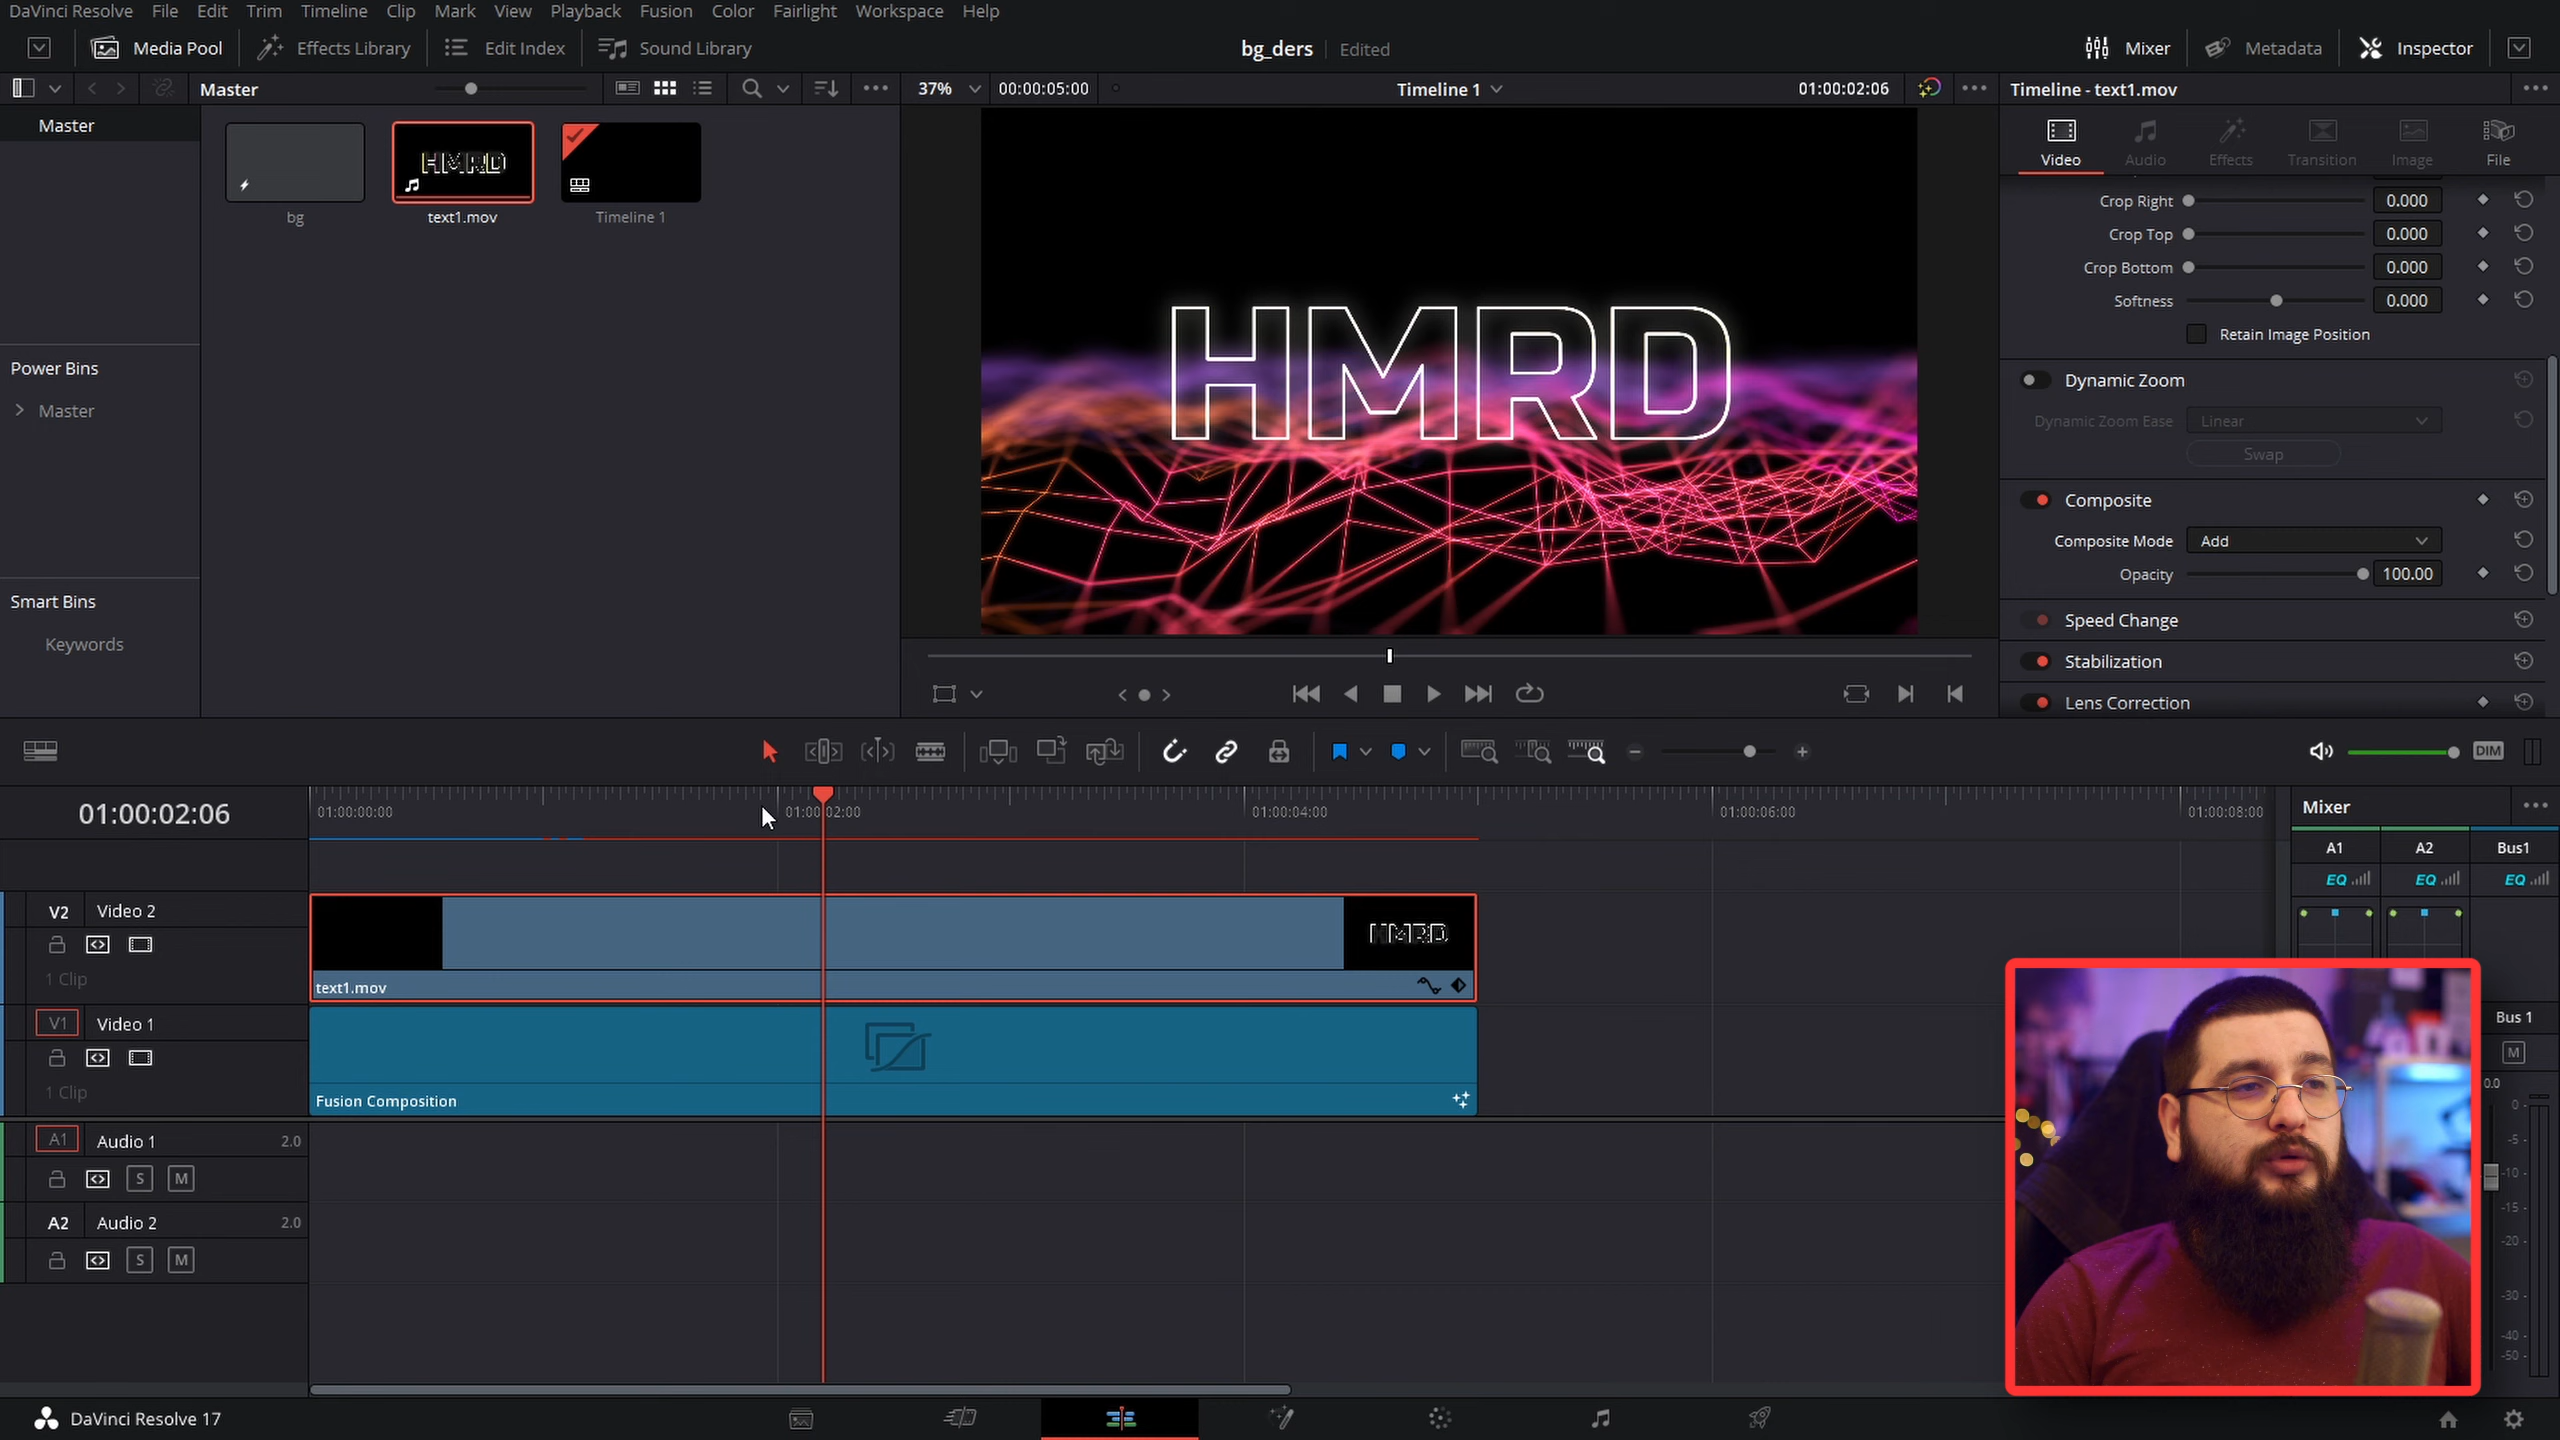 DaVinci Resolve File Edit Trim Timeline Clip Mark View Playback Fusion Color Fairlight Workspace Help
Media Pool Effects Library Edit Index Sound Library bg_ders Edited Mixer Metadata Inspector
Master 37% 00:00:05:00 Timeline 1 01:00:02:06 Timeline - text1.mov
Master
HMRD
bg text1.mov Timeline 1
Power Bins
Master
Smart Bins
Keywords
HMRD
Video Audio Effects Transition Image File
Crop Right 0.000
Crop Top 0.000
Crop Bottom 0.000
Softness 0.000
Retain Image Position
Dynamic Zoom
Dynamic Zoom Ease Linear
Swap
Composite
Composite Mode Add
Opacity 100.00
Speed Change
Stabilization
Lens Correction
DIM
01:00:02:06 01:00:00:00 01:00:02:00 01:00:04:00 01:00:06:00 01:00:08:00
V2 Video 2
1 Clip
HMRD
text1.mov
V1 Video 1
1 Clip
Fusion Composition
A1 Audio 1 2.0
S M
A2 Audio 2 2.0
S M
Mixer
A1 A2 Bus1
EQ EQ EQ
Bus 1
M
0.0
0
-5
-10
-15
-20
-30
-40
-50
DaVinci Resolve 17